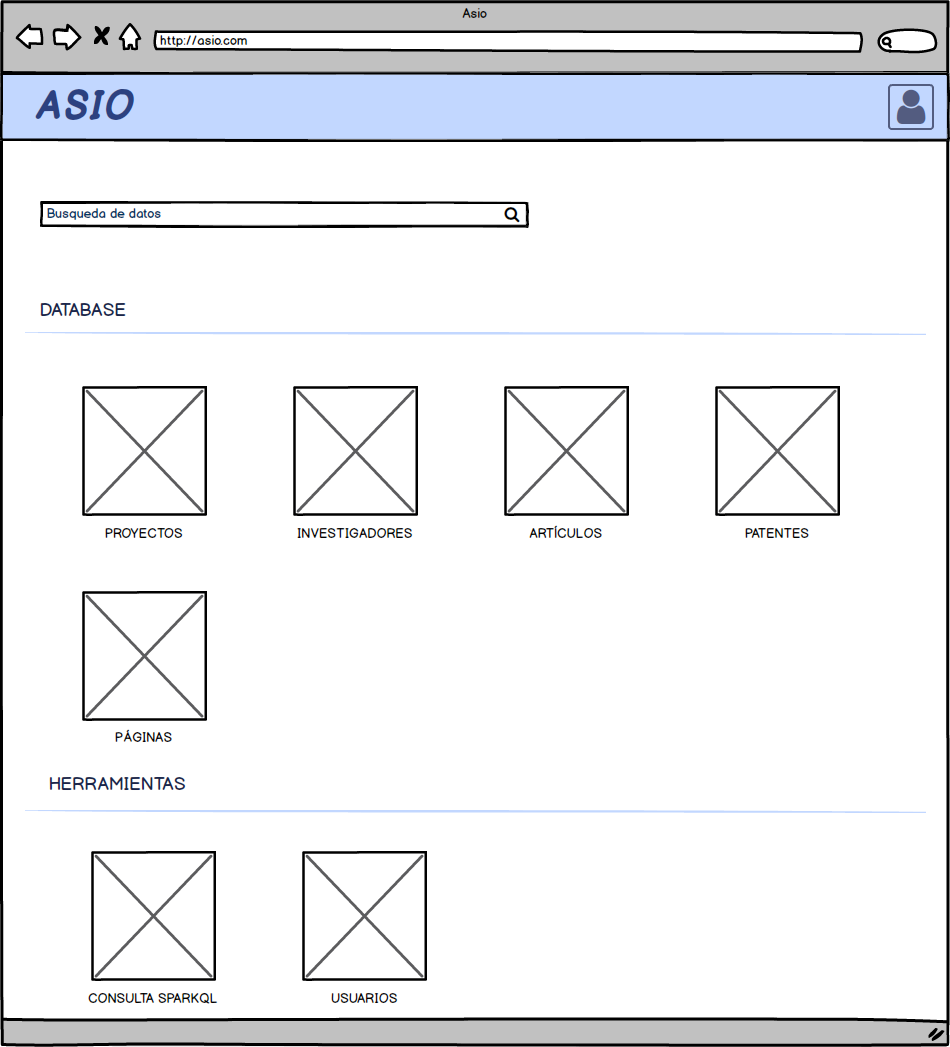 Asio
http://asio.com
ASIO
Busqueda de datos
DATABASE
PROYECTOS
INVESTIGADORES
ARTÍCULOS
PATENTES
PÁGINAS
HERRAMIENTAS
CONSULTA SPARKQL
USUARIOS